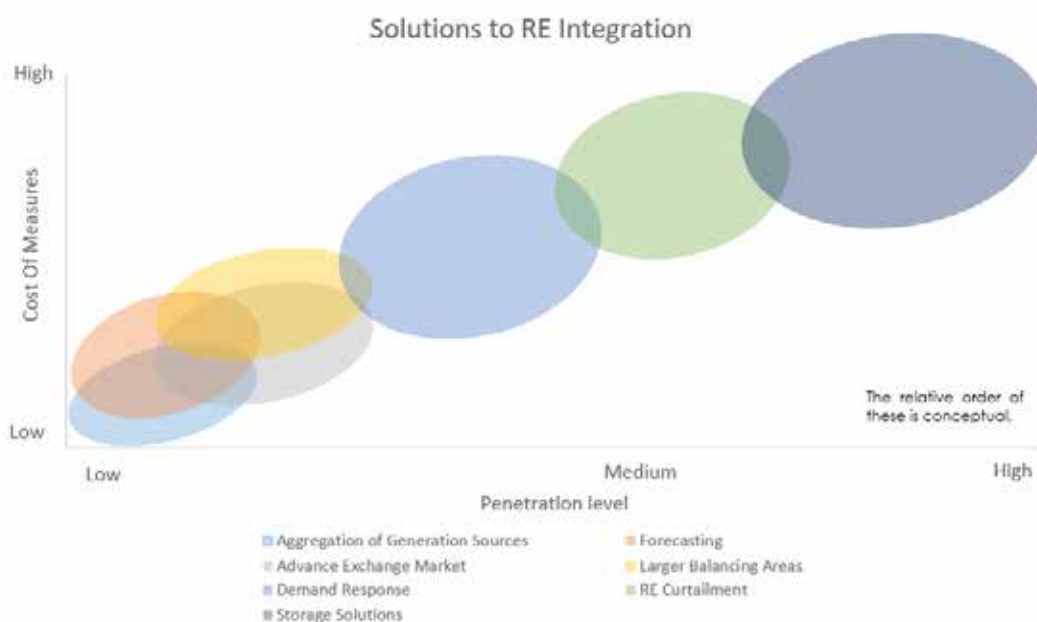 Solutions to RE Integration
High
Cost Of Measures
Low
The relative order of
these is conceptual.
Low Medium High
Penetration level
Aggregation of Generation Sources Forecasting
Advance Exchange Market Larger Balancing Areas
Demand Response RE Curtailment
Storage Solutions